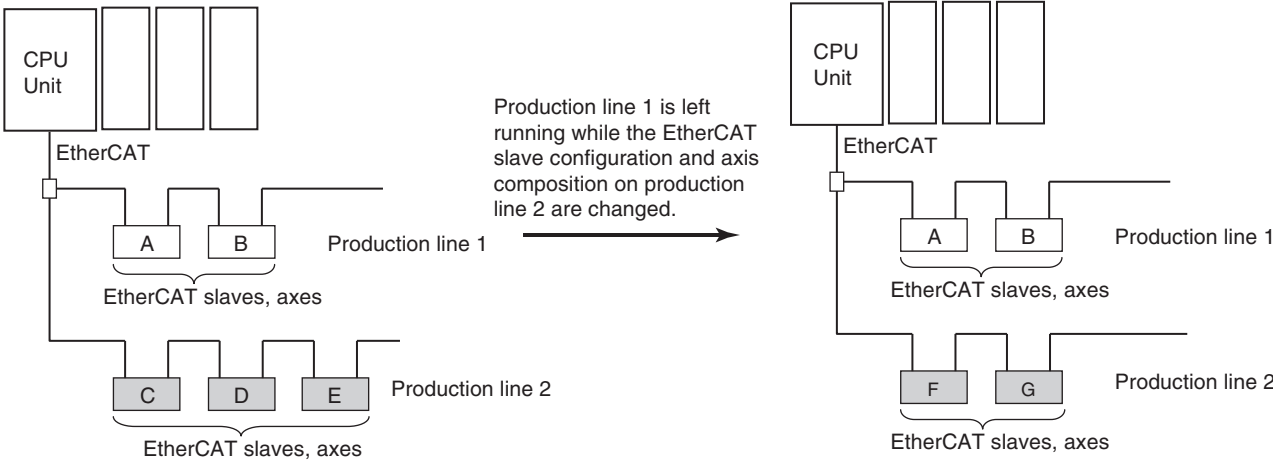 CPU
Unit
EtherCAT
A
B
Production line 1
EtherCAT slaves, axes
C
D
E
Production line 2
EtherCAT slaves, axes
Production line 1 is left
running while the EtherCAT
slave configuration and axis
composition on production
line 2 are changed.
CPU
Unit
EtherCAT
A
B
Production line 1
EtherCAT slaves, axes
F
G
Production line 2
EtherCAT slaves, axes